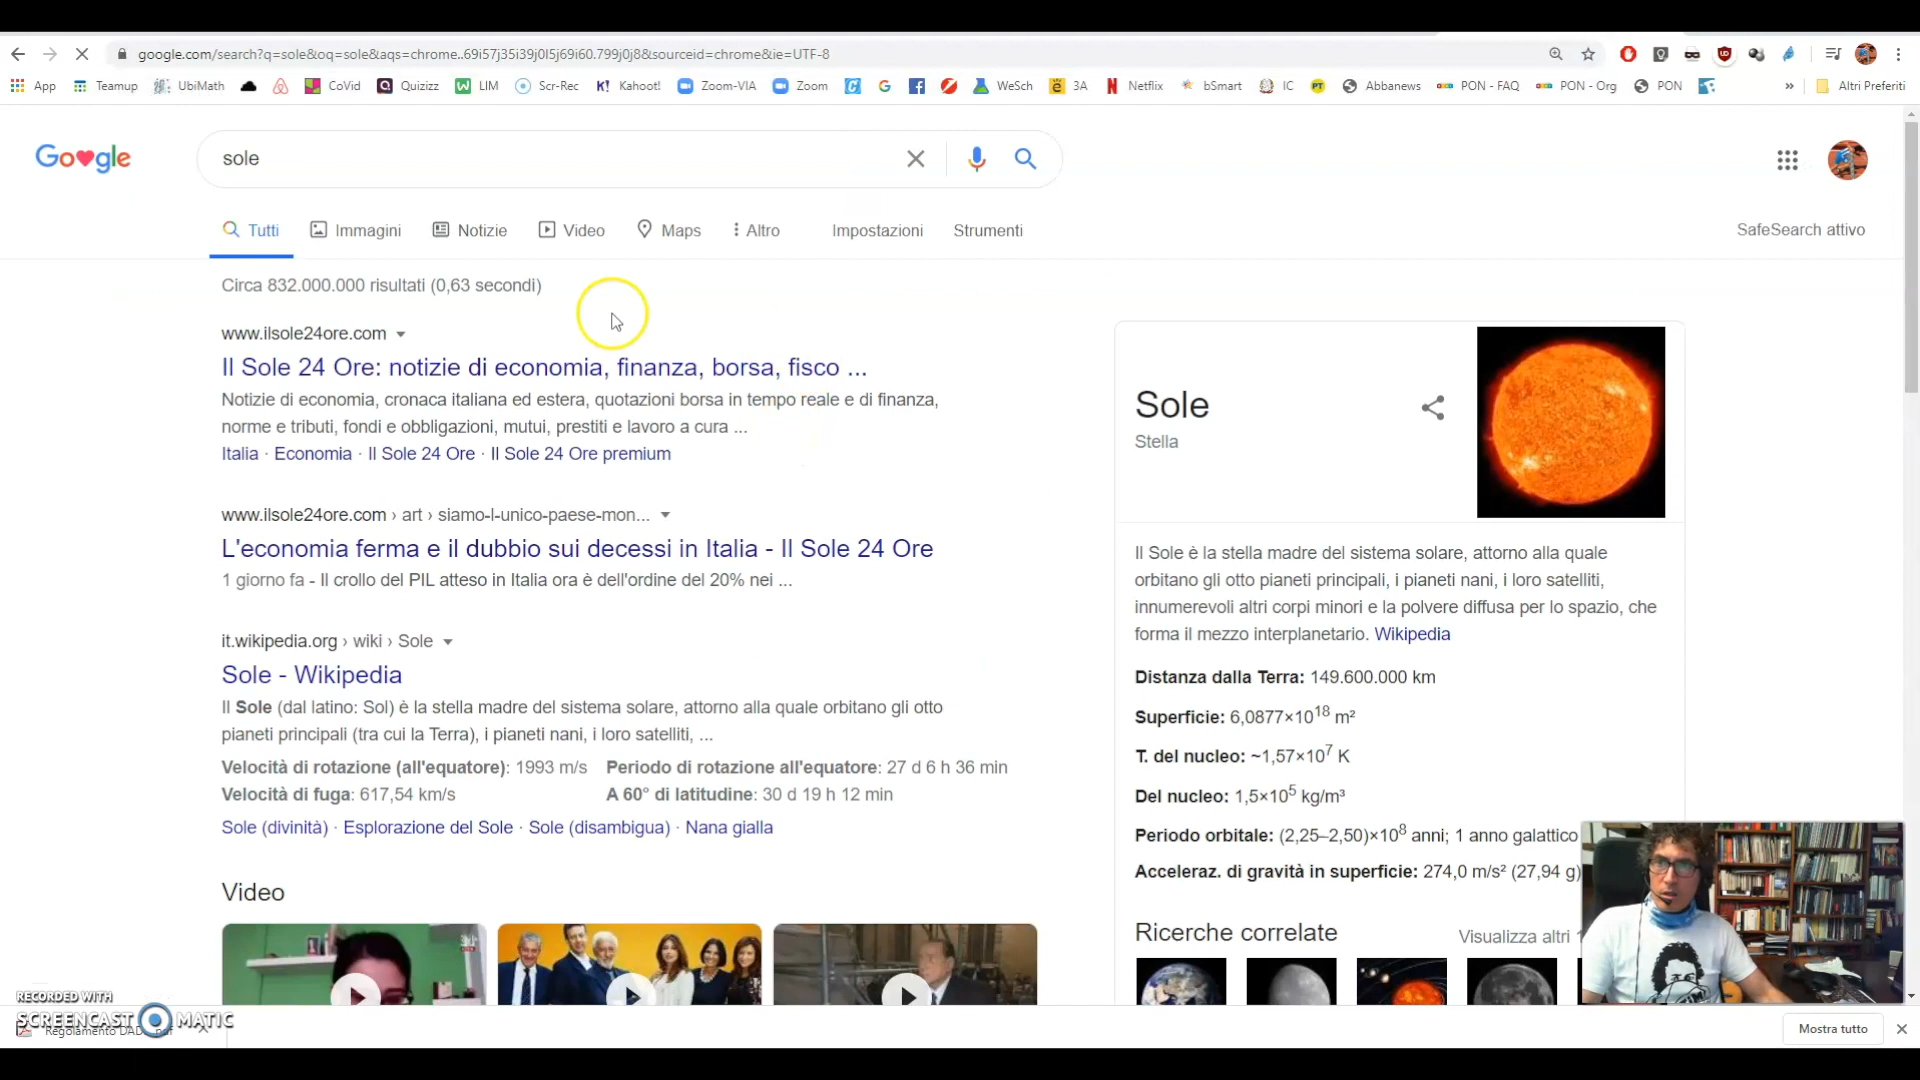 google.com/search?q=sole&oq=sole&aqs=chrome..69i57j35i39j0l5j69i60.799j0j8&sourceid=chrome&ie=UTF-8
App Teamup UbiMath CoVid Quizizz LIM Scr-Rec Kahoot! Zoom-VIA Zoom WeSch 3A Netflix bSmart IC Abbanews PON - FAQ PON - Org PON » Altri Preferiti
Google sole
Tutti Immagini Notizie Video Maps Altro Impostazioni Strumenti SafeSearch attivo
Circa 832.000.000 risultati (0,63 secondi)
www.ilsole24ore.com
Il Sole 24 Ore: notizie di economia, finanza, borsa, fisco ...
Notizie di economia, cronaca italiana ed estera, quotazioni borsa in tempo reale e di finanza,
norme e tributi, fondi e obbligazioni, mutui, prestiti e lavoro a cura ...
Italia · Economia · Il Sole 24 Ore · Il Sole 24 Ore premium
www.ilsole24ore.com › art › siamo-l-unico-paese-mon...
L'economia ferma e il dubbio sui decessi in Italia - Il Sole 24 Ore
1 giorno fa - Il crollo del PIL atteso in Italia ora è dell'ordine del 20% nei ...
it.wikipedia.org › wiki › Sole
Sole - Wikipedia
Il Sole (dal latino: Sol) è la stella madre del sistema solare, attorno alla quale orbitano gli otto
pianeti principali (tra cui la Terra), i pianeti nani, i loro satelliti, ...
Velocità di rotazione (all'equatore): 1993 m/s Periodo di rotazione all'equatore: 27 d 6 h 36 min
Velocità di fuga: 617,54 km/s A 60° di latitudine: 30 d 19 h 12 min
Sole (divinità) · Esplorazione del Sole · Sole (disambigua) · Nana gialla
Video
Sole
Stella
Il Sole è la stella madre del sistema solare, attorno alla quale
orbitano gli otto pianeti principali, i pianeti nani, i loro satelliti,
innumerevoli altri corpi minori e la polvere diffusa per lo spazio, che
forma il mezzo interplanetario. Wikipedia
Distanza dalla Terra: 149.600.000 km
Superficie: 6,0877×10¹⁸ m²
T. del nucleo: ~1,57×10⁷ K
Del nucleo: 1,5×10⁵ kg/m³
Periodo orbitale: (2,25–2,50)×10⁸ anni; 1 anno galattico
Acceleraz. di gravità in superficie: 274,0 m/s² (27,94 g)
Ricerche correlate Visualizza altri 1
RECORDED WITH
SCREENCAST MATIC
Regolamento DAD
Mostra tutto